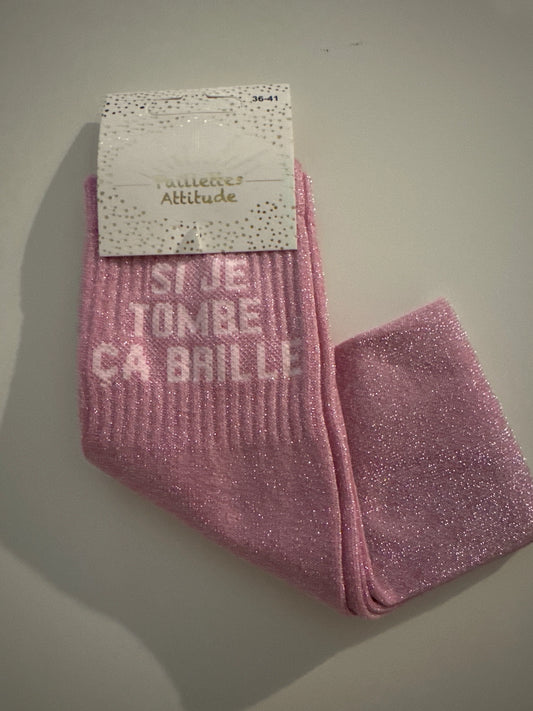 36-41
Paillettes
Attitude
SI JE
TOMBE
ÇA BRILLE